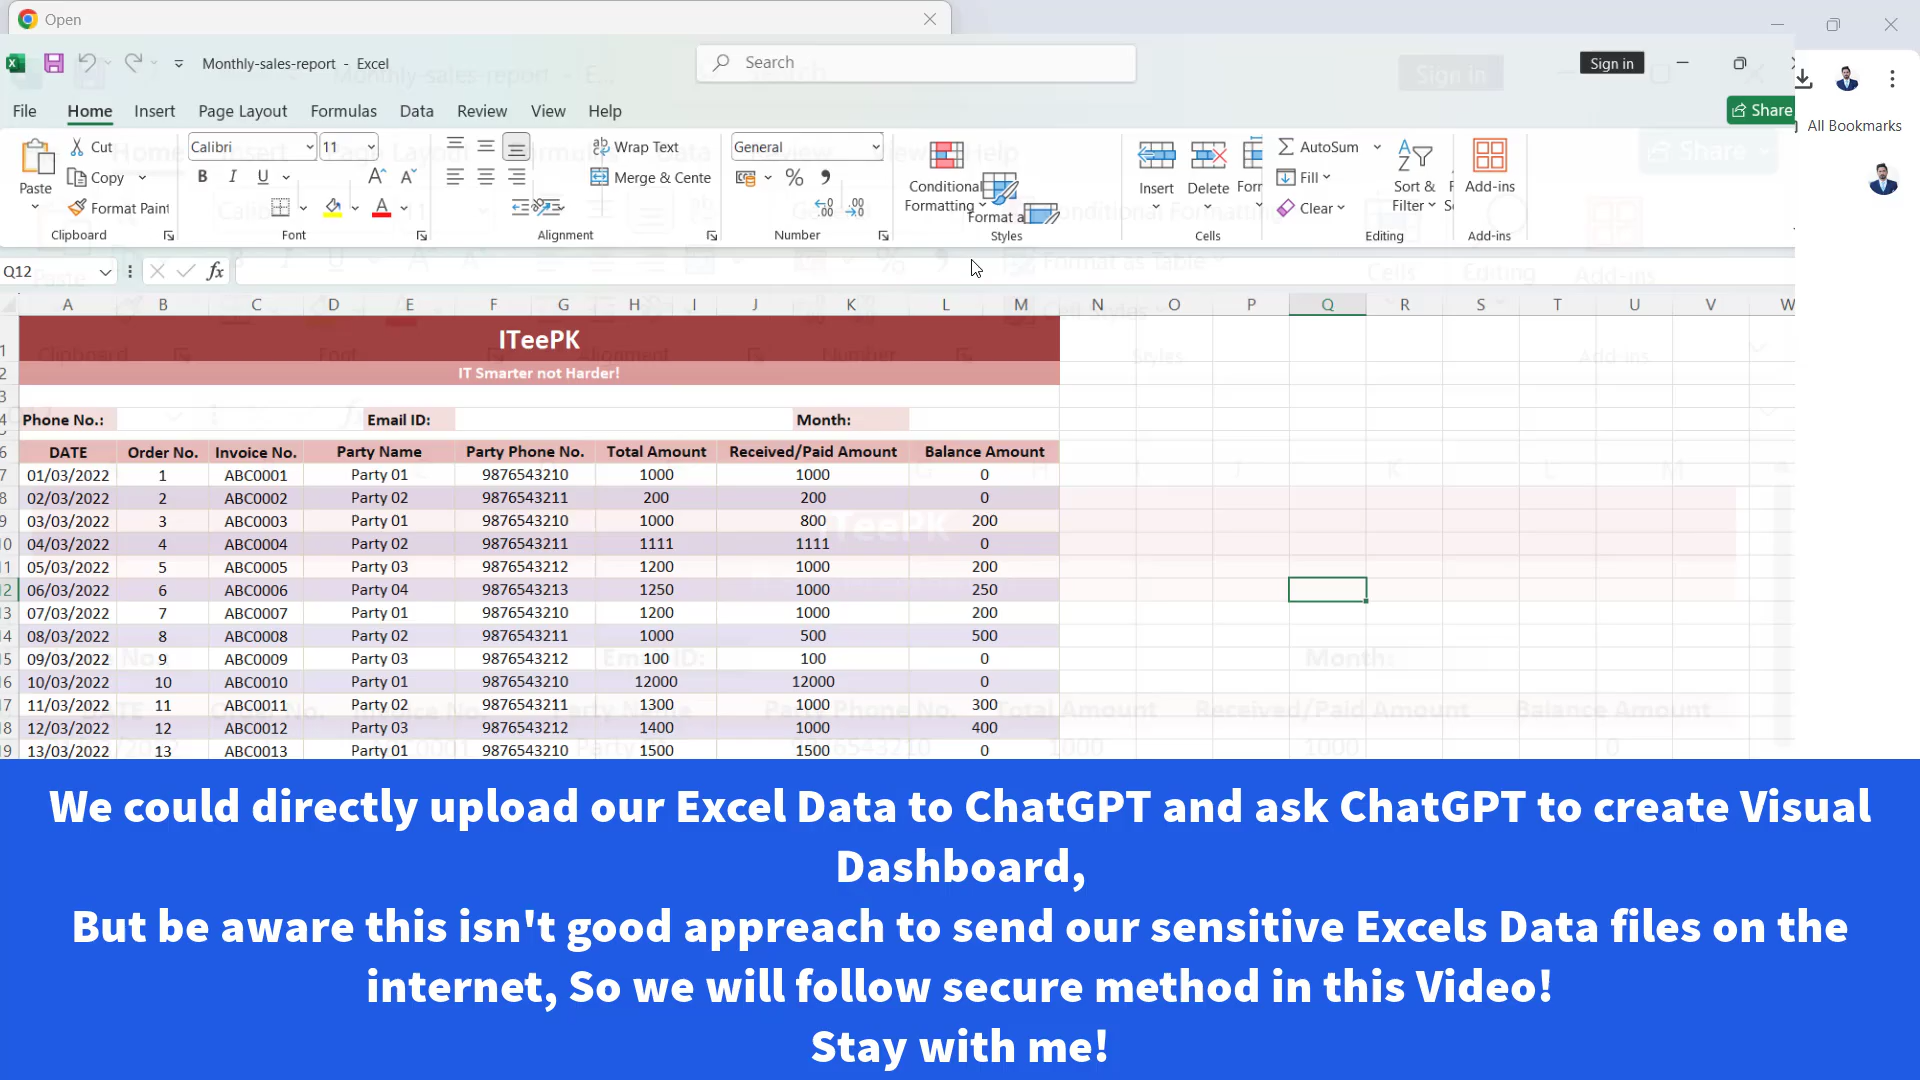 Open
Monthly-sales-report - Excel
Search
Sign in
File Home Insert Page Layout Formulas Data Review View Help
Share
All Bookmarks
Paste
Cut
Copy
Format Paint
Clipboard
Calibri 11
B I U
Font
Wrap Text
Merge & Cente
Alignment
General
Number
Conditional
Formatting
Format a
Styles
Insert Delete Forr
Cells
AutoSum
Fill
Clear
Sort &
Filter
Editing
Add-ins
Add-ins
Q12
fx
A B C D E F G H I J K L M N O P Q R S T U V W
ITeePK
IT Smarter not Harder!
Phone No.: Email ID: Month:
DATE Order No. Invoice No. Party Name Party Phone No. Total Amount Received/Paid Amount Balance Amount
01/03/2022 1 ABC0001 Party 01 9876543210 1000 1000 0
02/03/2022 2 ABC0002 Party 02 9876543211 200 200 0
03/03/2022 3 ABC0003 Party 01 9876543210 1000 800 200
04/03/2022 4 ABC0004 Party 02 9876543211 1111 1111 0
05/03/2022 5 ABC0005 Party 03 9876543212 1200 1000 200
06/03/2022 6 ABC0006 Party 04 9876543213 1250 1000 250
07/03/2022 7 ABC0007 Party 01 9876543210 1200 1000 200
08/03/2022 8 ABC0008 Party 02 9876543211 1000 500 500
09/03/2022 9 ABC0009 Party 03 9876543212 100 100 0
10/03/2022 10 ABC0010 Party 01 9876543210 12000 12000 0
11/03/2022 11 ABC0011 Party 02 9876543211 1300 1000 300
12/03/2022 12 ABC0012 Party 03 9876543212 1400 1000 400
13/03/2022 13 ABC0013 Party 01 9876543210 1500 1500 0
We could directly upload our Excel Data to ChatGPT and ask ChatGPT to create Visual
Dashboard,
But be aware this isn't good appreach to send our sensitive Excels Data files on the
internet, So we will follow secure method in this Video!
Stay with me!